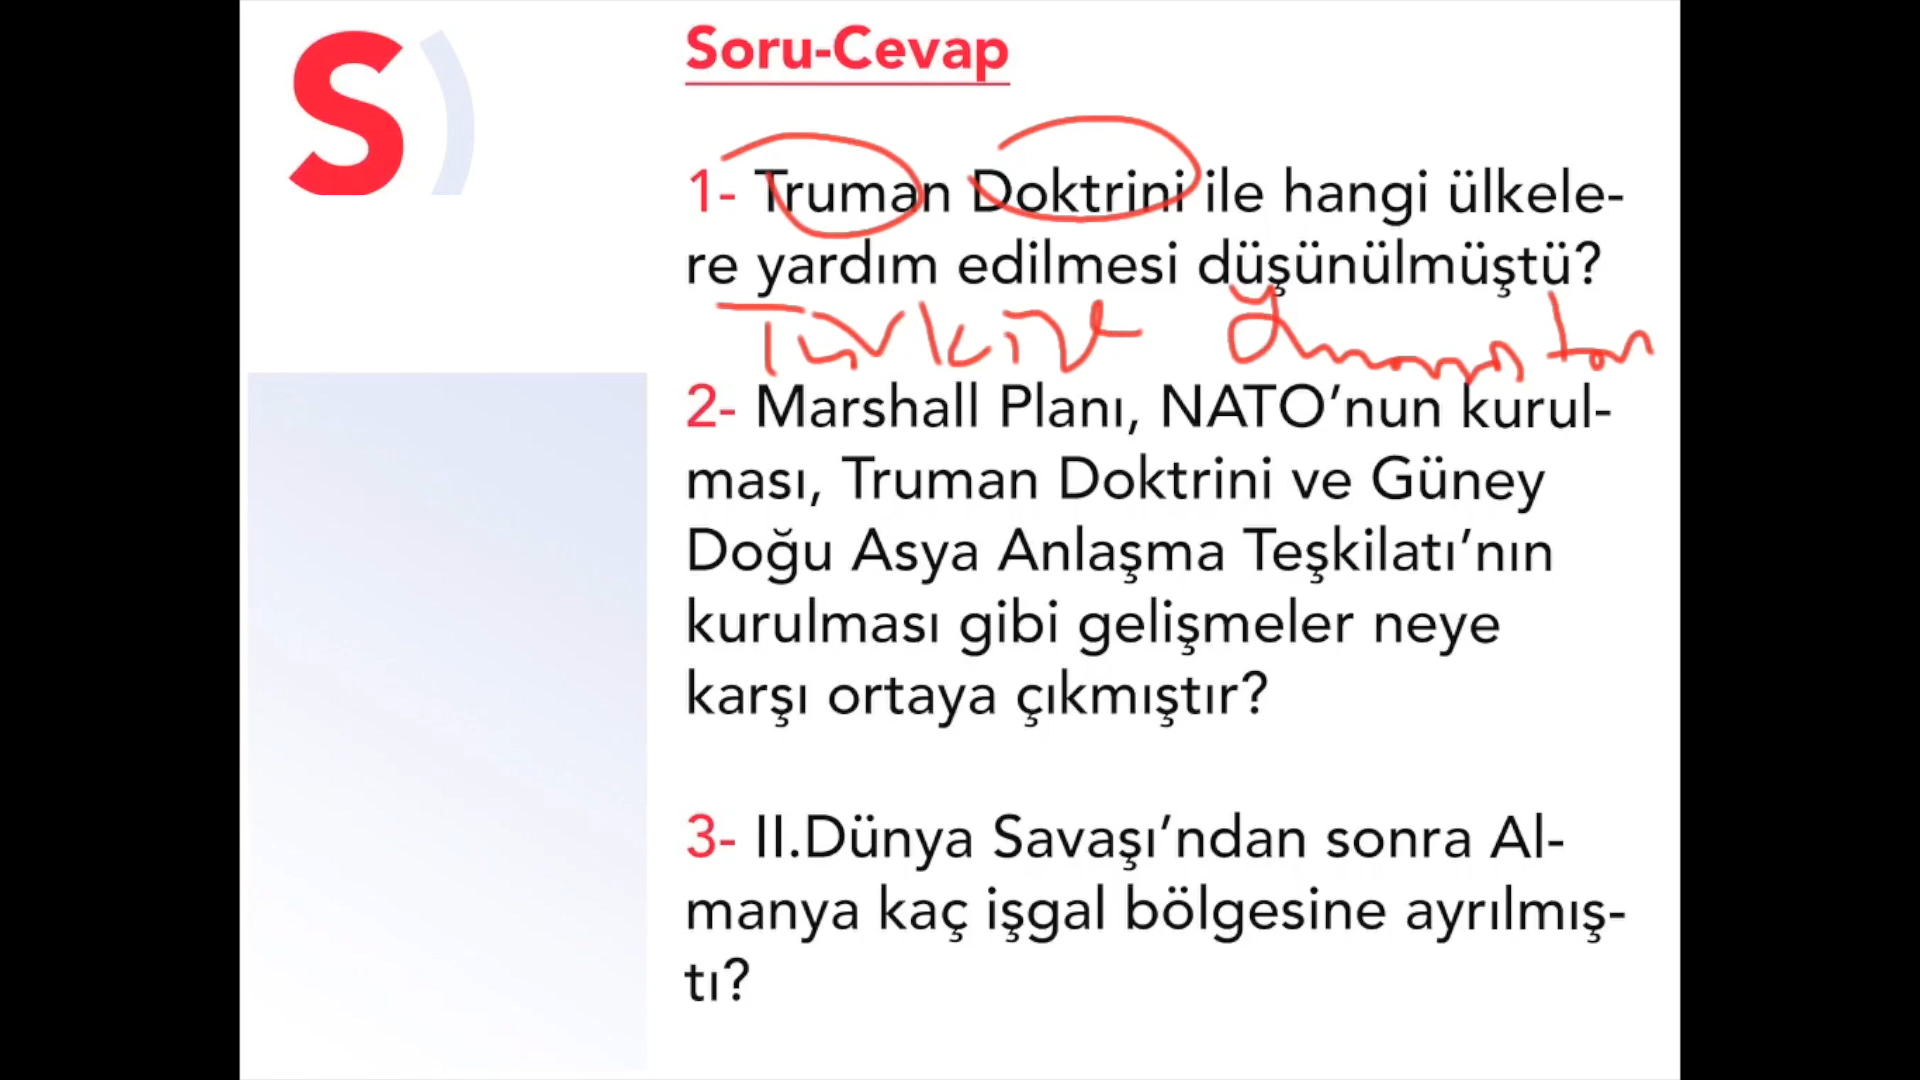 S)
Soru-Cevap
1- Truman Doktrini ile hangi ülkele-
re yardım edilmesi düşünülmüştü?
Türkiye Yunanistan
2- Marshall Planı, NATO’nun kurul-
ması, Truman Doktrini ve Güney
Doğu Asya Anlaşma Teşkilatı’nın
kurulması gibi gelişmeler neye
karşı ortaya çıkmıştır?
3- II.Dünya Savaşı’ndan sonra Al-
manya kaç işgal bölgesine ayrılmış-
tı?